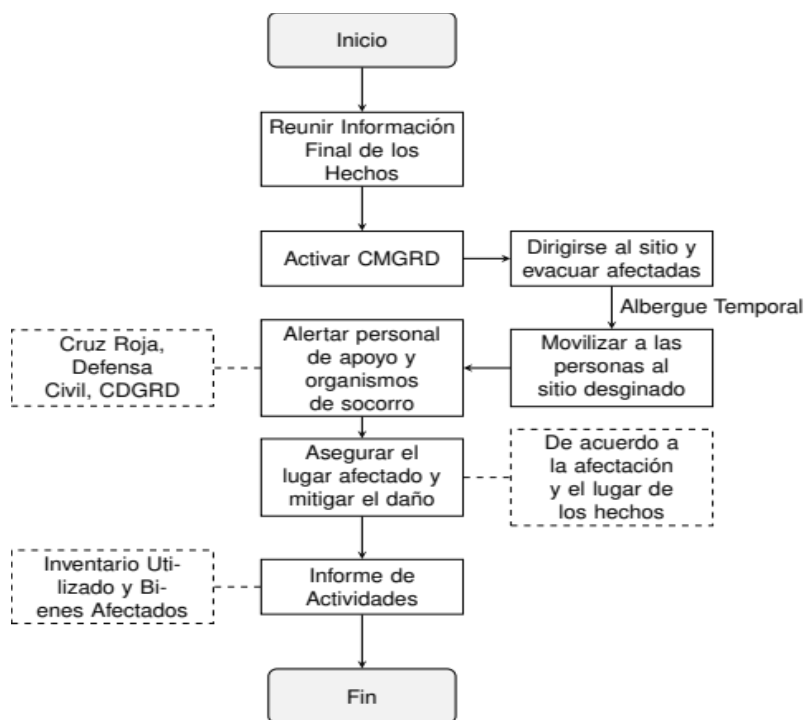 Inicio
Reunir Información
Final de los
Hechos
Activar CMGRD
Dirigirse al sitio y
evacuar afectadas
Albergue Temporal
Movilizar a las
personas al
sitio desginado
Alertar personal
de apoyo y
organismos
de socorro
Cruz Roja,
Defensa
Civil, CDGRD
Asegurar el
lugar afectado y
mitigar el daño
De acuerdo a
la afectación
y el lugar de
los hechos
Inventario Uti-
lizado y Bi-
enes Afectados
Informe de
Actividades
Fin